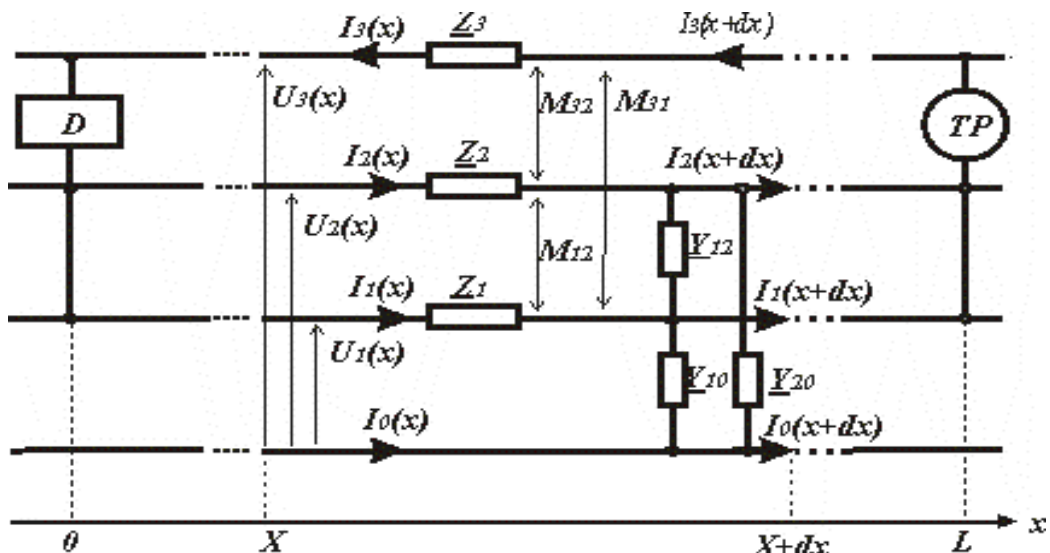 I3(x) Z3 I3(x+dx)
U3(x) M32 M31
D TP
I2(x) Z2 I2(x+dx)
U2(x) M12 Y12
I1(x) Z1 I1(x+dx)
U1(x) Y10 Y20
I0(x) I0(x+dx)
x
0 X X+dx L